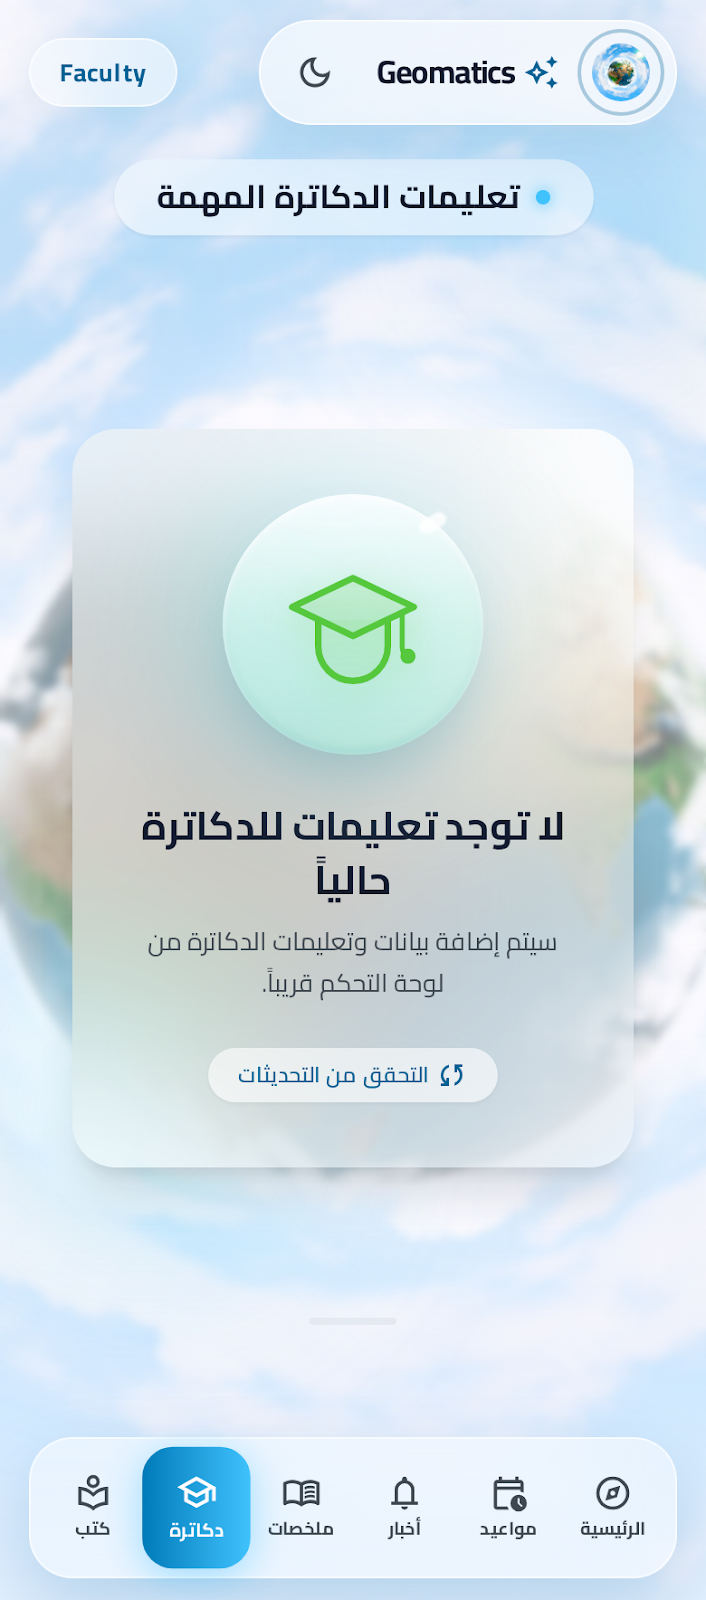 Geomatics
Faculty
تعليمات الدكاترة المهمة
لا توجد تعليمات للدكاترة
حالياً
سيتم إضافة بيانات وتعليمات الدكاترة من
لوحة التحكم قريباً.
التحقق من التحديثات
الرئيسية
مواعيد
أخبار
ملخصات
دكاترة
كتب